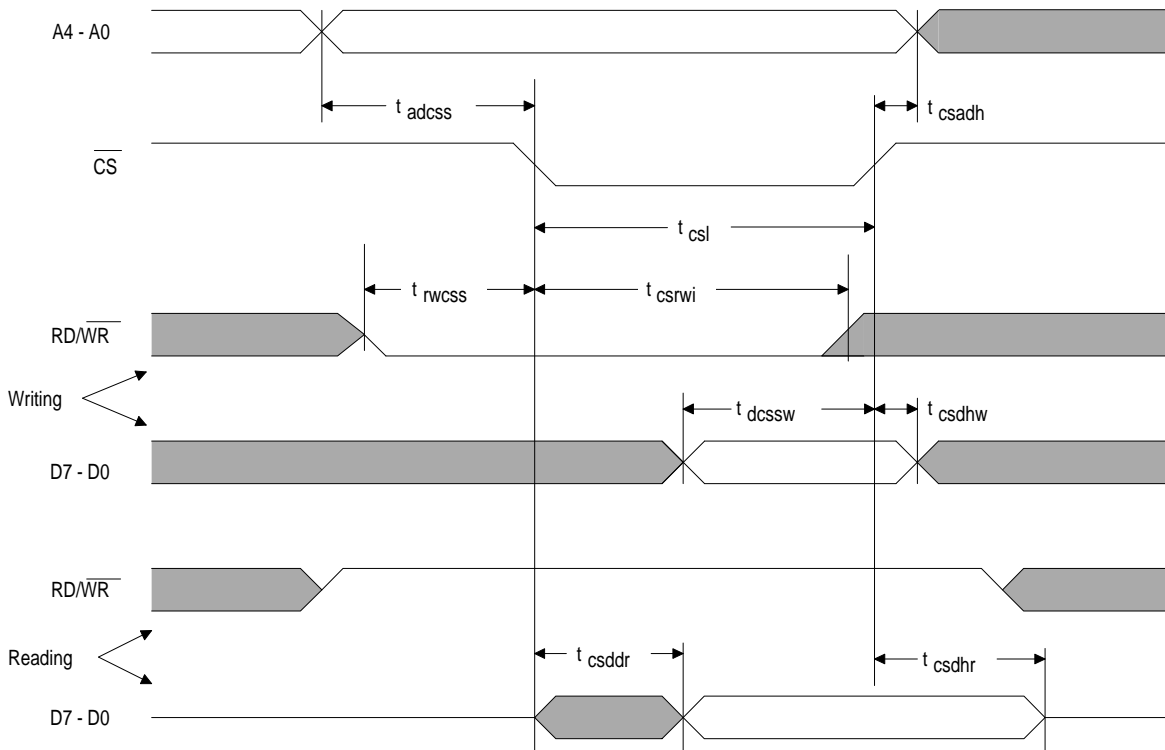 A4 - A0
t adcss
t csadh
CS
t csl
t rwcss
t csrwi
RD/WR
Writing
t dcssw
t csdhw
D7 - D0
RD/WR
Reading
t csddr
t csdhr
D7 - D0